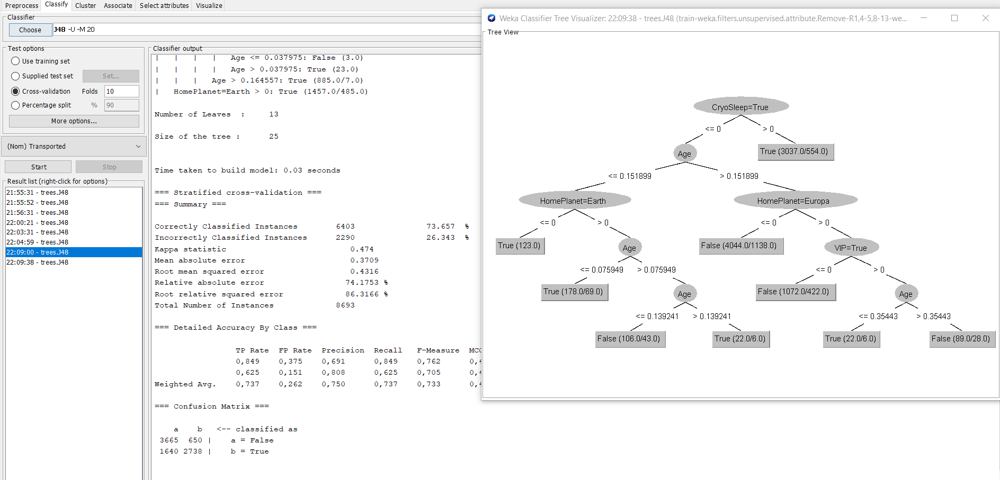 Preprocess Classify Cluster Associate Select attributes Visualize
Classifier
Choose J48 -U -M 20
Test options
Use training set
Supplied test set Set...
Cross-validation Folds 10
Percentage split % 90
More options...
(Nom) Transported
Start Stop
Result list (right-click for options)
21:55:31 - trees.J48
21:55:52 - trees.J48
21:56:31 - trees.J48
22:00:21 - trees.J48
22:03:31 - trees.J48
22:04:59 - trees.J48
22:09:00 - trees.J48
22:09:38 - trees.J48
Classifier output
| | | | Age <= 0.037975: False (3.0)
| | | | Age > 0.037975: True (23.0)
| | | Age > 0.164557: True (885.0/7.0)
| HomePlanet=Earth > 0: True (1457.0/485.0)
Number of Leaves : 13
Size of the tree : 25
Time taken to build model: 0.03 seconds
=== Stratified cross-validation ===
=== Summary ===
Correctly Classified Instances 6403 73.657 %
Incorrectly Classified Instances 2290 26.343 %
Kappa statistic 0.474
Mean absolute error 0.3709
Root mean squared error 0.4316
Relative absolute error 74.1753 %
Root relative squared error 86.3166 %
Total Number of Instances 8693
=== Detailed Accuracy By Class ===
TP Rate FP Rate Precision Recall F-Measure MCC
0,849 0,375 0,691 0,849 0,762 0,4
0,625 0,151 0,808 0,625 0,705 0,4
Weighted Avg. 0,737 0,262 0,750 0,737 0,733 0,4
=== Confusion Matrix ===
a b <-- classified as
3665 650 | a = False
1640 2738 | b = True
Weka Classifier Tree Visualizer: 22:09:38 - trees.J48 (train-weka.filters.unsupervised.attribute.Remove-R1,4-5,8-13-we...
Tree View
CryoSleep=True
<= 0 > 0
Age True (3037.0/554.0)
<= 0.151899 > 0.151899
HomePlanet=Earth HomePlanet=Europa
<= 0 > 0 <= 0 > 0
True (123.0) Age False (4044.0/1138.0) VIP=True
<= 0.075949 > 0.075949 <= 0 > 0
True (178.0/69.0) Age False (1072.0/422.0) Age
<= 0.139241 > 0.139241 <= 0.35443 > 0.35443
False (106.0/43.0) True (22.0/6.0) True (22.0/6.0) False (89.0/28.0)